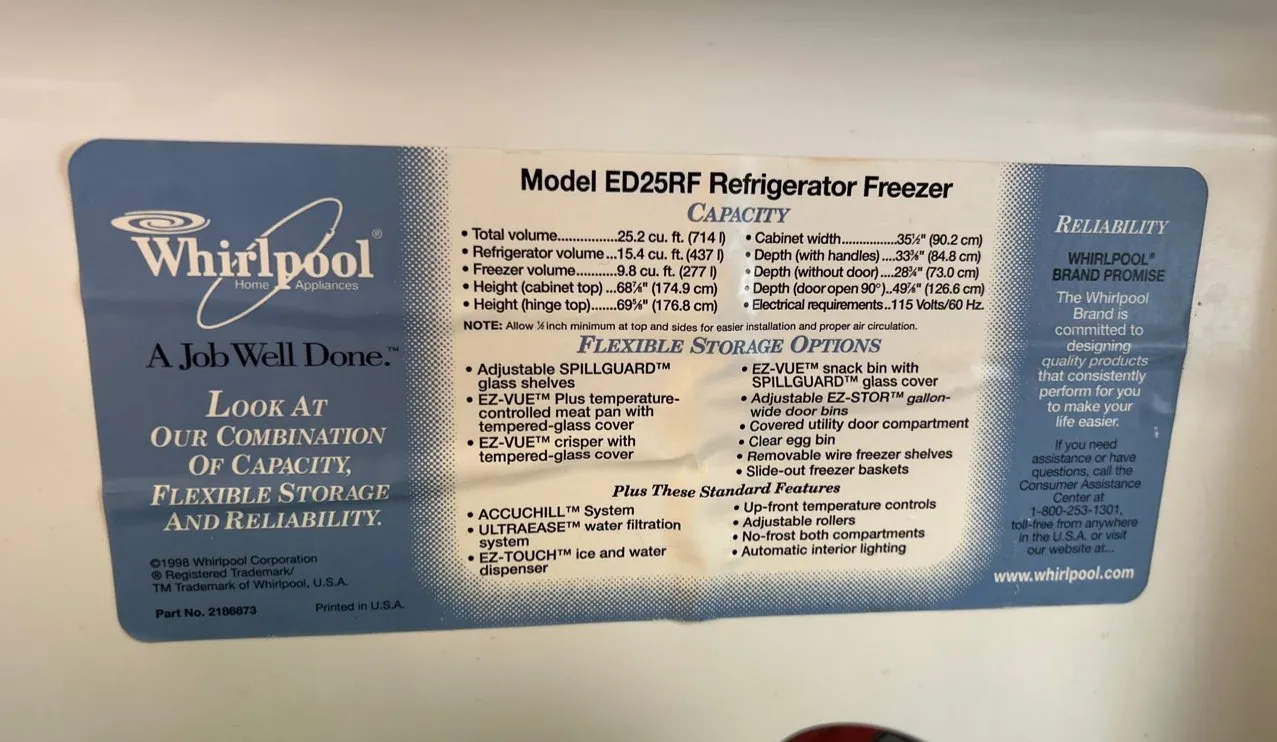 Whirlpool®
Home Appliances
A Job Well Done.™
LOOK AT
OUR COMBINATION
OF CAPACITY,
FLEXIBLE STORAGE
AND RELIABILITY.
©1998 Whirlpool Corporation
® Registered Trademark/
TM Trademark of Whirlpool, U.S.A.
Part No. 2186873
Printed in U.S.A.
Model ED25RF Refrigerator Freezer
CAPACITY
• Total volume...............25.2 cu. ft. (714 l)
• Refrigerator volume...15.4 cu. ft. (437 l)
• Freezer volume..........9.8 cu. ft. (277 l)
• Height (cabinet top) ...68⅞" (174.9 cm)
• Height (hinge top).......69⅝" (176.8 cm)
• Cabinet width..............35½" (90.2 cm)
• Depth (with handles)....33⅜" (84.8 cm)
• Depth (without door)....28¾" (73.0 cm)
• Depth (door open 90°)..49⅞" (126.6 cm)
• Electrical requirements..115 Volts/60 Hz.
NOTE: Allow ½ inch minimum at top and sides for easier installation and proper air circulation.
FLEXIBLE STORAGE OPTIONS
• Adjustable SPILLGUARD™
glass shelves
• EZ-VUE™ Plus temperature-
controlled meat pan with
tempered-glass cover
• EZ-VUE™ crisper with
tempered-glass cover
• EZ-VUE™ snack bin with
SPILLGUARD™ glass cover
• Adjustable EZ-STOR™ gallon-
wide door bins
• Covered utility door compartment
• Clear egg bin
• Removable wire freezer shelves
• Slide-out freezer baskets
Plus These Standard Features
• ACCUCHILL™ System
• ULTRAEASE™ water filtration
system
• EZ-TOUCH™ ice and water
dispenser
• Up-front temperature controls
• Adjustable rollers
• No-frost both compartments
• Automatic interior lighting
RELIABILITY
WHIRLPOOL®
BRAND PROMISE
The Whirlpool
Brand is
committed to
designing
quality products
that consistently
perform for you
to make your
life easier.
If you need
assistance or have
questions, call the
Consumer Assistance
Center at
1-800-253-1301,
toll-free from anywhere
in the U.S.A. or visit
our website at...
www.whirlpool.com